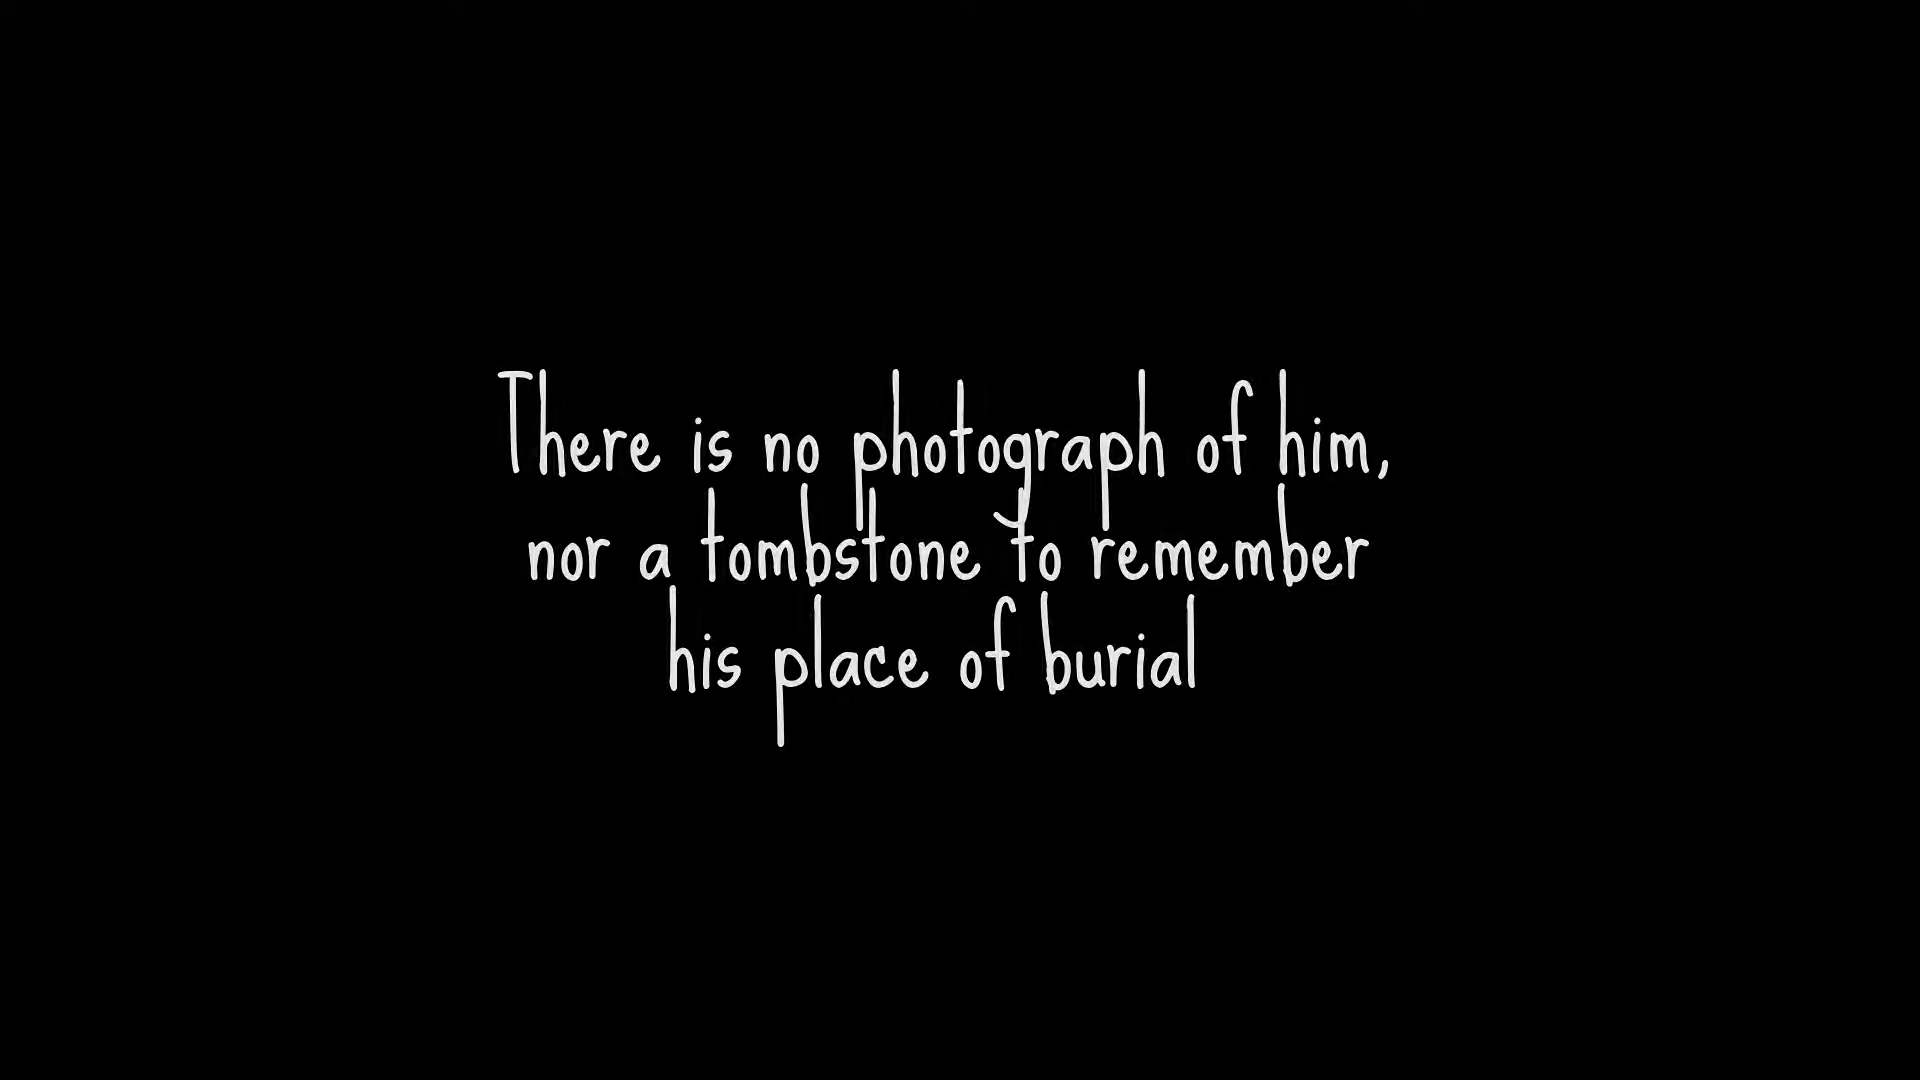 There is no photograph of him,
nor a tombstone to remember
his place of burial